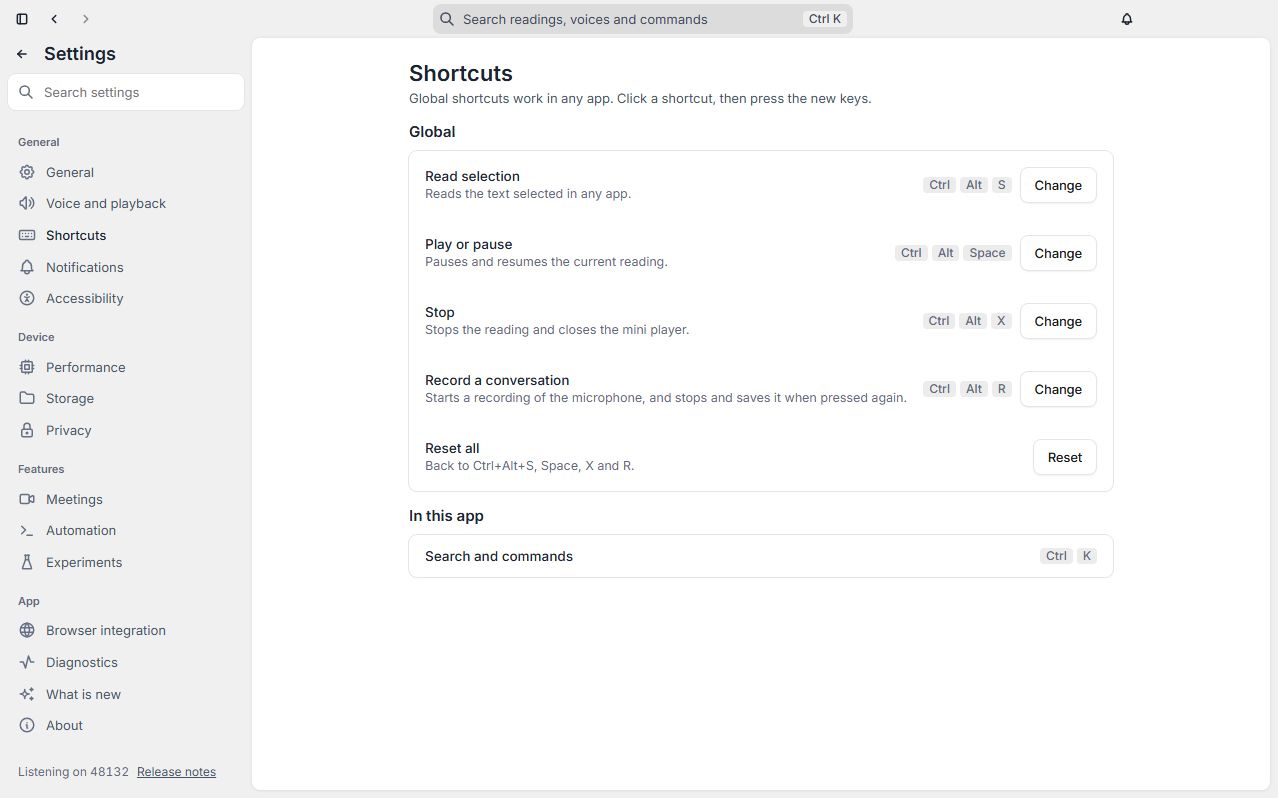 Search readings, voices and commands Ctrl K
Settings
Search settings
General
General
Voice and playback
Shortcuts
Notifications
Accessibility
Device
Performance
Storage
Privacy
Features
Meetings
Automation
Experiments
App
Browser integration
Diagnostics
What is new
About
Listening on 48132 Release notes
Shortcuts
Global shortcuts work in any app. Click a shortcut, then press the new keys.
Global
Read selection
Reads the text selected in any app.
Ctrl Alt S Change
Play or pause
Pauses and resumes the current reading.
Ctrl Alt Space Change
Stop
Stops the reading and closes the mini player.
Ctrl Alt X Change
Record a conversation
Starts a recording of the microphone, and stops and saves it when pressed again.
Ctrl Alt R Change
Reset all
Back to Ctrl+Alt+S, Space, X and R.
Reset
In this app
Search and commands Ctrl K